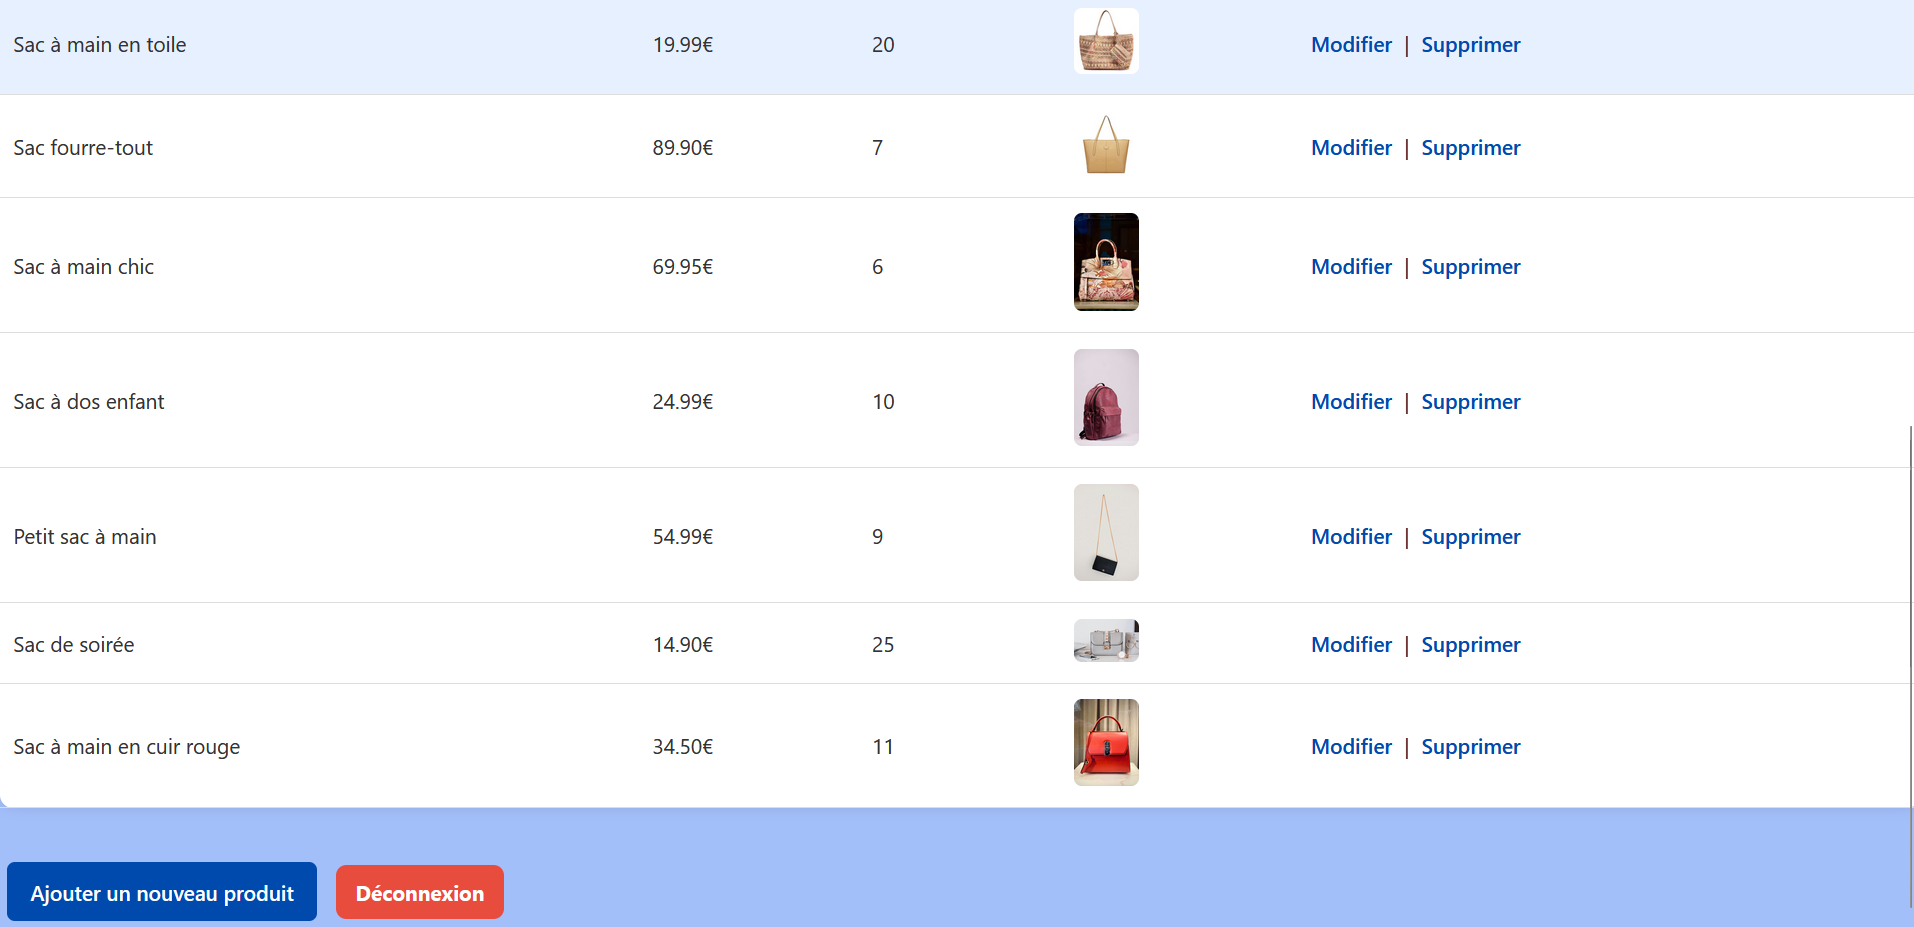 Sac à main en toile 19.99€ 20 Modifier | Supprimer
Sac fourre-tout 89.90€ 7 Modifier | Supprimer
Sac à main chic 69.95€ 6 Modifier | Supprimer
Sac à dos enfant 24.99€ 10 Modifier | Supprimer
Petit sac à main 54.99€ 9 Modifier | Supprimer
Sac de soirée 14.90€ 25 Modifier | Supprimer
Sac à main en cuir rouge 34.50€ 11 Modifier | Supprimer
Ajouter un nouveau produit Déconnexion